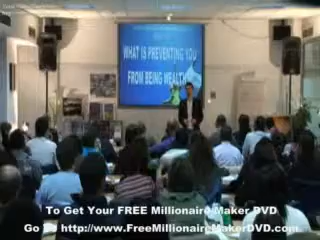 WHAT IS PREVENTING YOU
FROM BEING WEALTHY
To Get Your FREE Millionaire Maker DVD
Go To http://www.FreeMillionaireMakerDVD.com